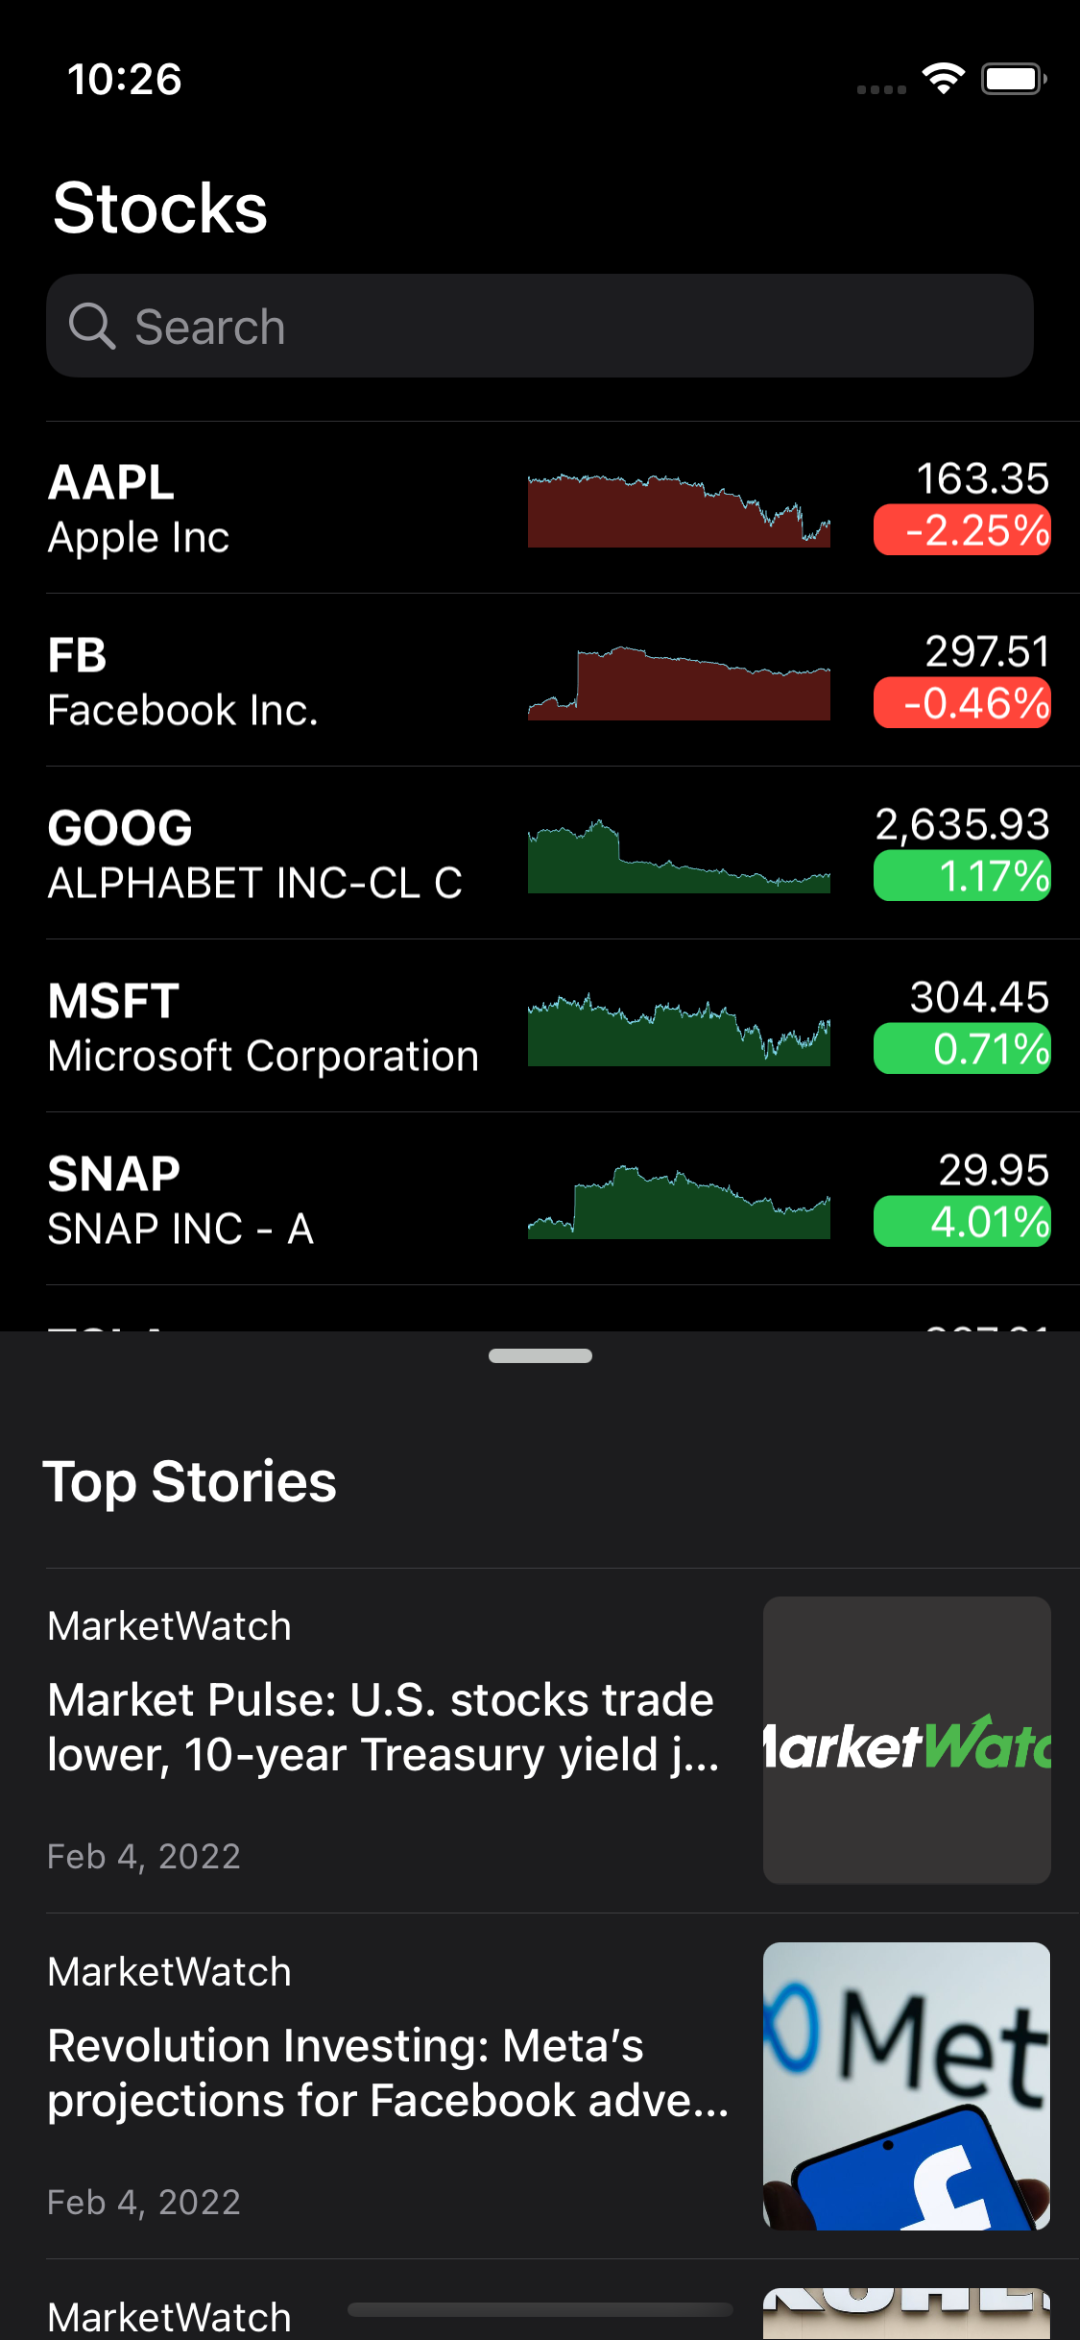 10:26
Stocks
Search
AAPL
163.35
Apple Inc
-2.25%
FB
297.51
Facebook Inc.
-0.46%
GOOG
2,635.93
ALPHABET INC-CL C
1.17%
MSFT
304.45
Microsoft Corporation
0.71%
SNAP
29.95
SNAP INC - A
4.01%
Top Stories
MarketWatch
Market Pulse: U.S. stocks trade
lower, 10-year Treasury yield j...
Feb 4, 2022
MarketWatc
MarketWatch
Revolution Investing: Meta’s
projections for Facebook adve...
Feb 4, 2022
Met
f
MarketWatch